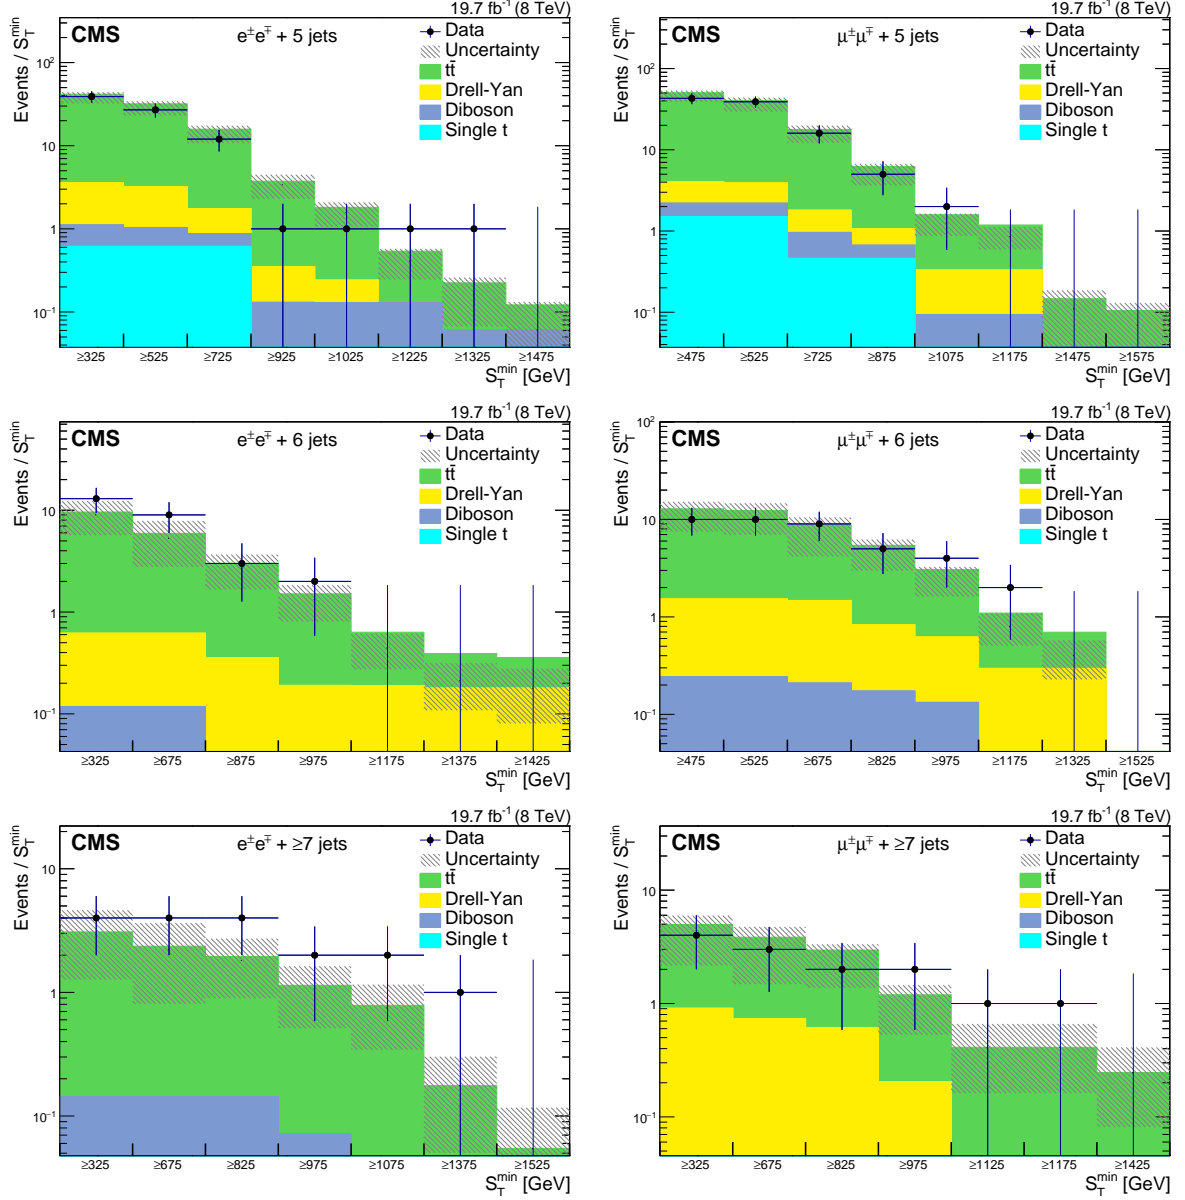 19.7 fb⁻¹ (8 TeV)
CMS
e±e∓ + 5 jets
Data
Uncertainty
tt̄
Drell-Yan
Diboson
Single t
Events / S_T^min
10²
10
1
10⁻¹
≥325 ≥525 ≥725 ≥925 ≥1025 ≥1225 ≥1325 ≥1475
S_T^min [GeV]
19.7 fb⁻¹ (8 TeV)
CMS
μ±μ∓ + 5 jets
Data
Uncertainty
tt̄
Drell-Yan
Diboson
Single t
Events / S_T^min
10²
10
1
10⁻¹
≥475 ≥525 ≥725 ≥875 ≥1075 ≥1175 ≥1475 ≥1575
S_T^min [GeV]
19.7 fb⁻¹ (8 TeV)
CMS
e±e∓ + 6 jets
Data
Uncertainty
tt̄
Drell-Yan
Diboson
Single t
Events / S_T^min
10
1
10⁻¹
≥325 ≥675 ≥875 ≥975 ≥1175 ≥1375 ≥1425
S_T^min [GeV]
19.7 fb⁻¹ (8 TeV)
CMS
μ±μ∓ + 6 jets
Data
Uncertainty
tt̄
Drell-Yan
Diboson
Single t
Events / S_T^min
10²
10
1
10⁻¹
≥475 ≥525 ≥675 ≥825 ≥975 ≥1175 ≥1325 ≥1525
S_T^min [GeV]
19.7 fb⁻¹ (8 TeV)
CMS
e±e∓ + ≥7 jets
Data
Uncertainty
tt̄
Drell-Yan
Diboson
Single t
Events / S_T^min
10
1
10⁻¹
≥325 ≥675 ≥825 ≥975 ≥1075 ≥1375 ≥1525
S_T^min [GeV]
19.7 fb⁻¹ (8 TeV)
CMS
μ±μ∓ + ≥7 jets
Data
Uncertainty
tt̄
Drell-Yan
Diboson
Single t
Events / S_T^min
10
1
10⁻¹
≥325 ≥675 ≥825 ≥975 ≥1125 ≥1175 ≥1425
S_T^min [GeV]